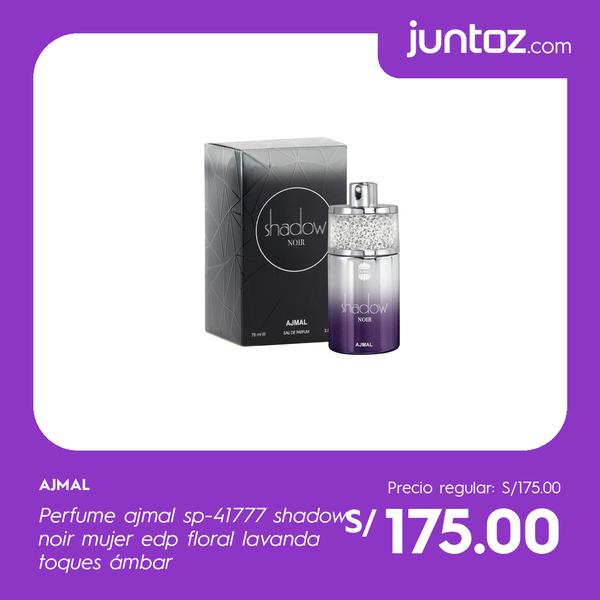 juntoz.com
shadow
NOIR
AJMAL
75 ml ℮
EAU DE PARFUM
shadow
NOIR
AJMAL
AJMAL
Precio regular: S/175.00
Perfume ajmal sp-41777 shadow
noir mujer edp floral lavanda
toques ámbar
S/ 175.00